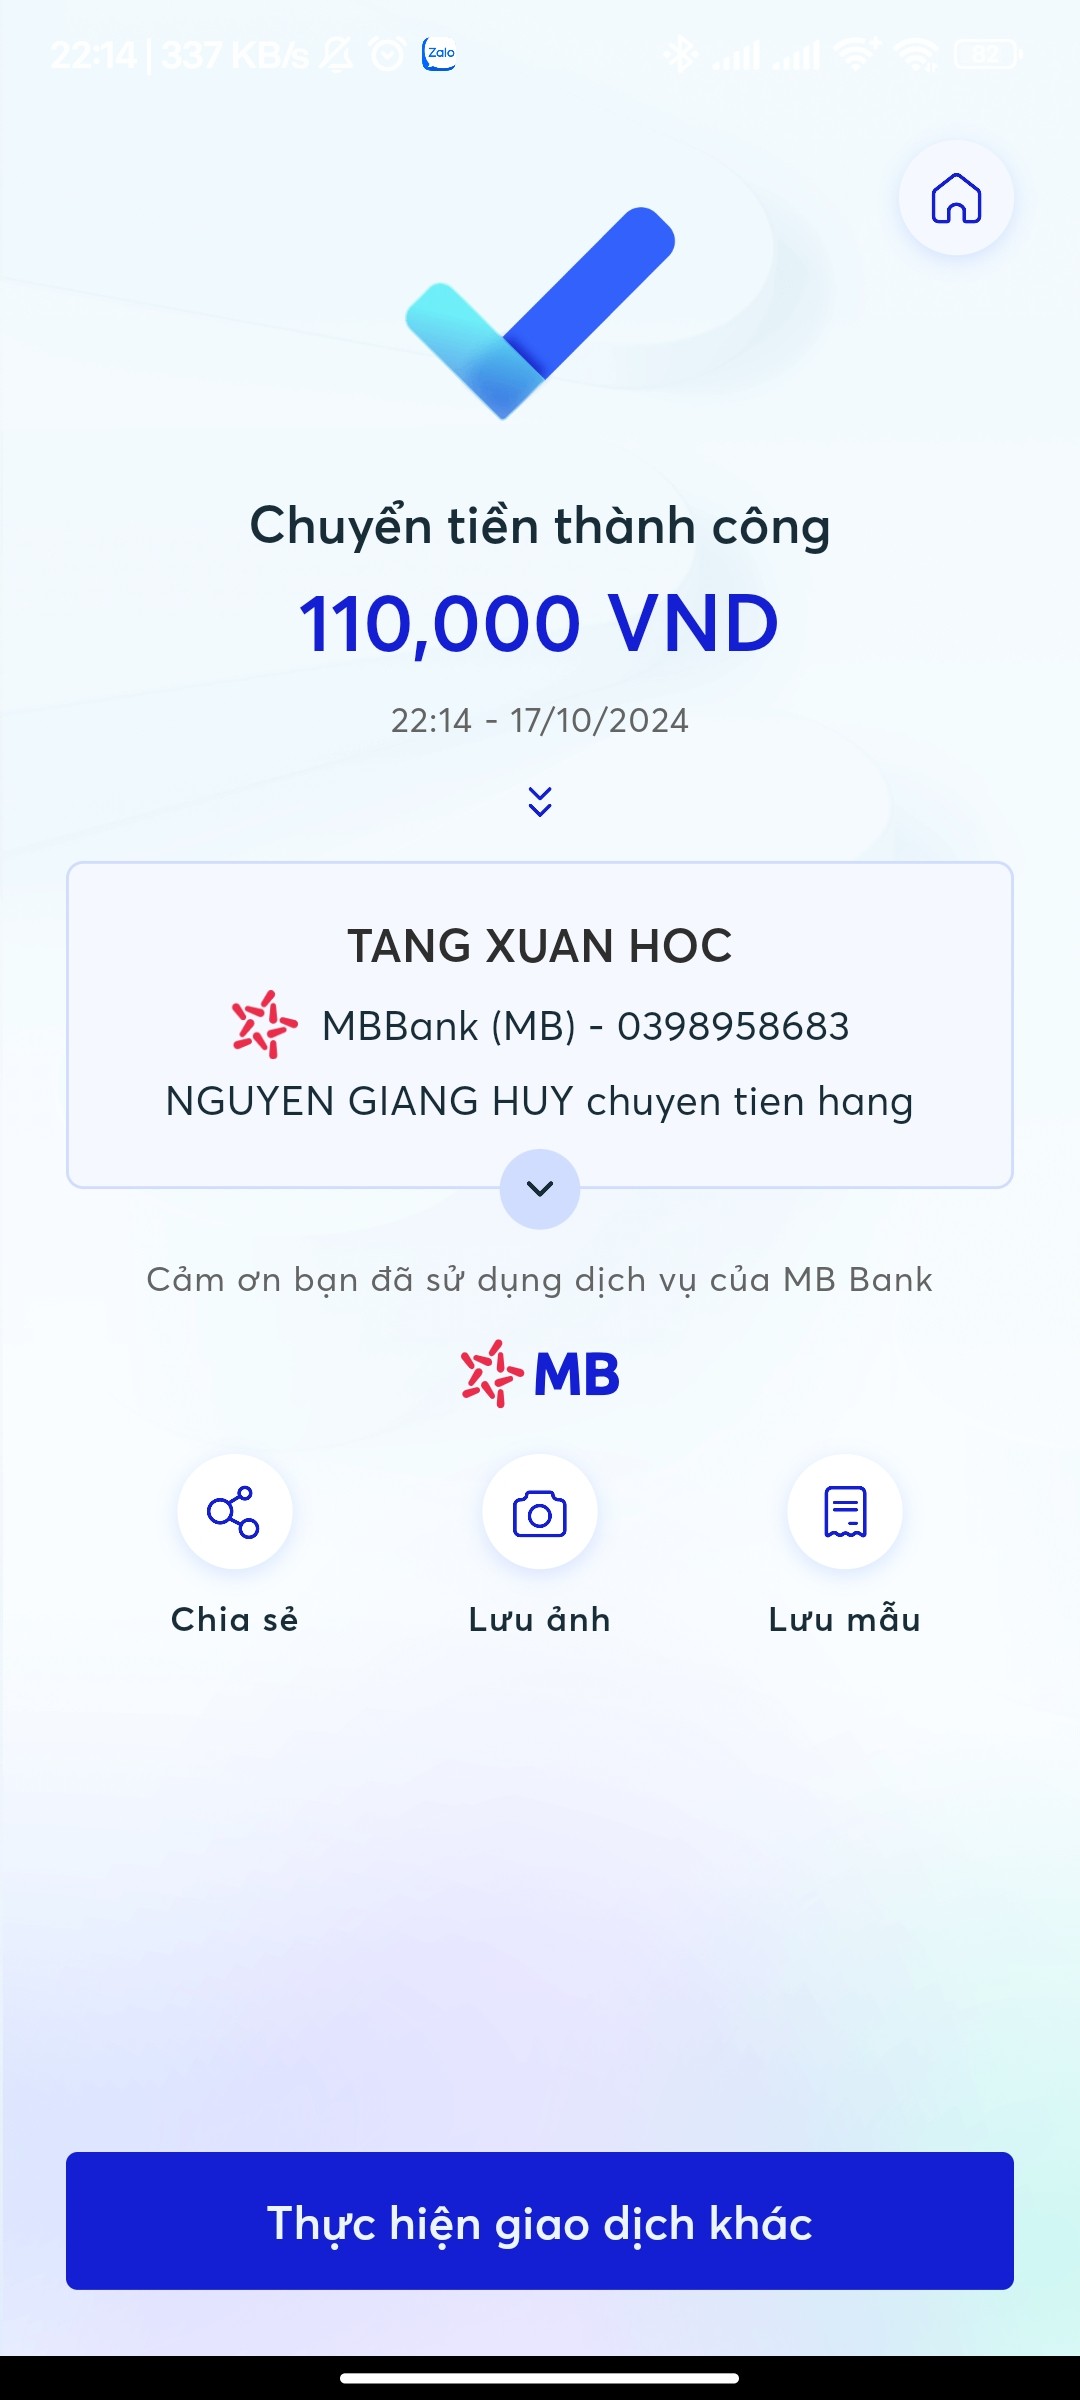 22:14 | 337 KB/s Zalo 82
Chuyển tiền thành công
110,000 VND
22:14 - 17/10/2024
TANG XUAN HOC
MBBank (MB) - 0398958683
NGUYEN GIANG HUY chuyen tien hang
Cảm ơn bạn đã sử dụng dịch vụ của MB Bank
MB
Chia sẻ Lưu ảnh Lưu mẫu
Thực hiện giao dịch khác